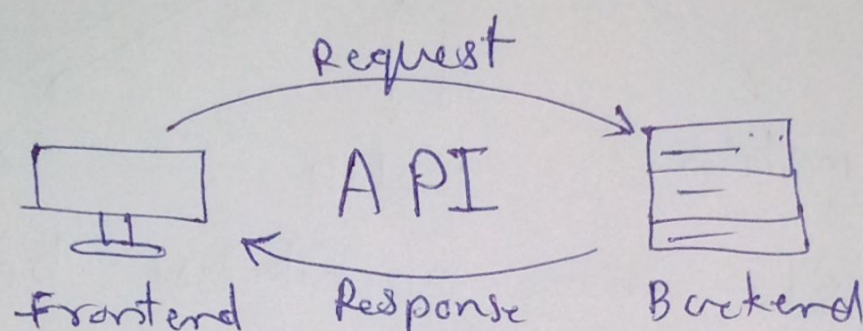 Request
API
Response
Frontend
Backend